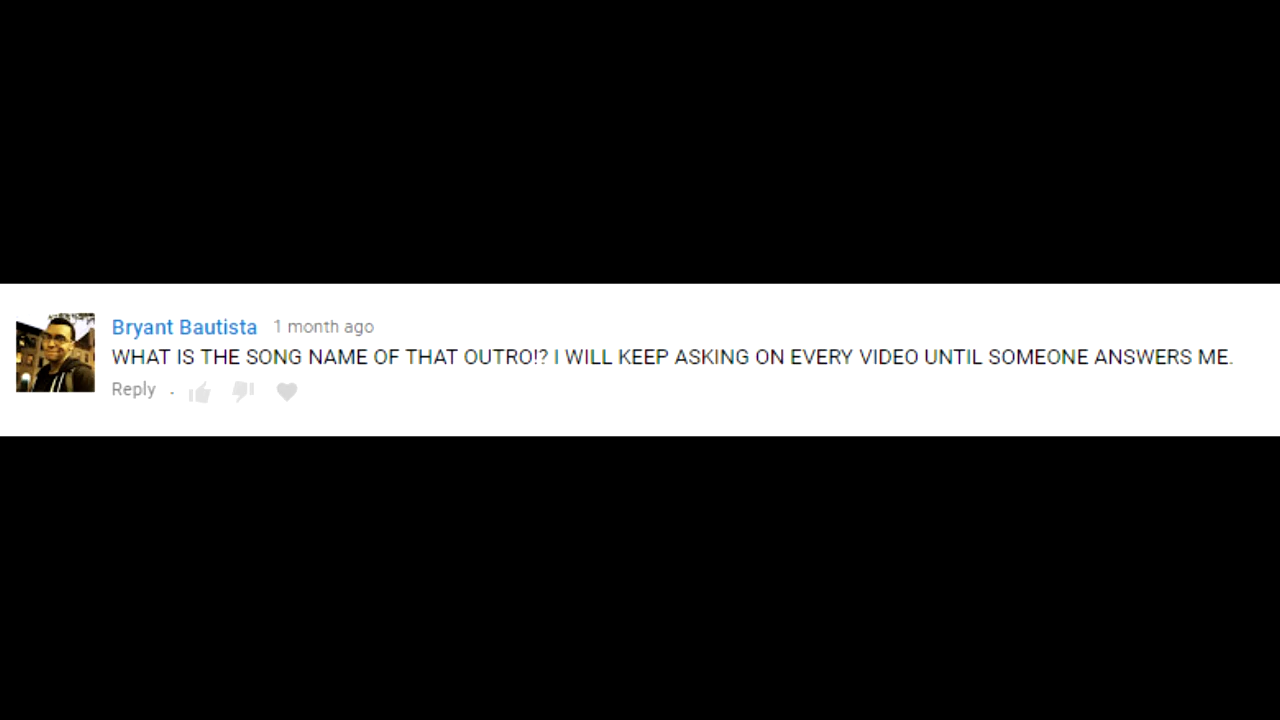 Bryant Bautista 1 month ago
WHAT IS THE SONG NAME OF THAT OUTRO!? I WILL KEEP ASKING ON EVERY VIDEO UNTIL SOMEONE ANSWERS ME.
Reply .